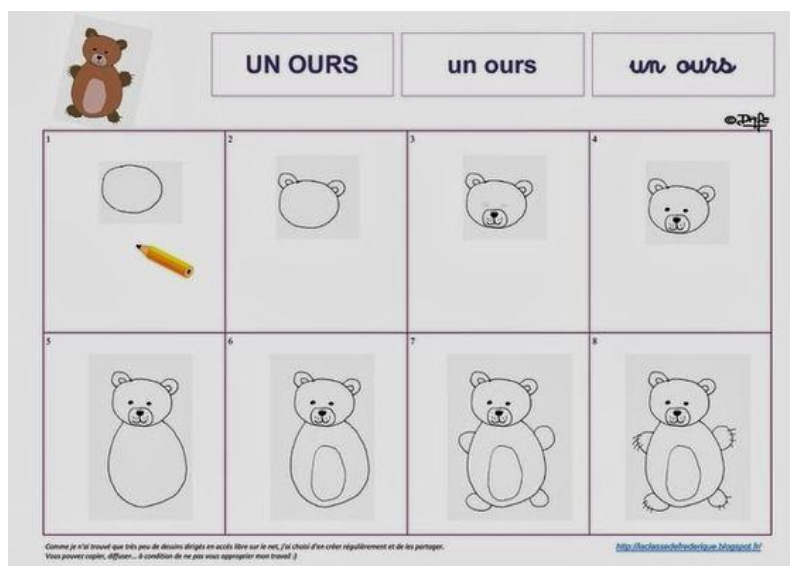 UN OURS
un ours
un ours
1
2
3
4
5
6
7
8
Comme je n'ai trouvé que très peu de dessins dirigés en accès libre sur le net, j'ai choisi d'en créer régulièrement et de les partager.
Vous pouvez copier, diffuser... à condition de ne pas vous approprier mon travail :)
http://laclassedefrederique.blogspot.fr/